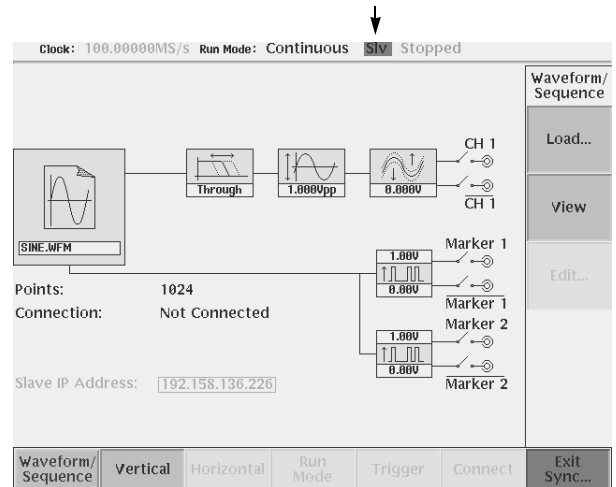 Clock: 100.00000MS/s Run Mode: Continuous Slv Stopped
Waveform/
Sequence
Load...
View
Edit...
CH 1
Through
1.000Vpp
0.000V
CH 1
SINE.WFM
Marker 1
1.00V
0.00V
Marker 1
Points: 1024
Connection: Not Connected
Marker 2
1.00V
0.00V
Marker 2
Slave IP Address: 192.158.136.226
Waveform/
Sequence
Vertical
Horizontal
Run
Mode
Trigger
Connect
Exit
Sync...